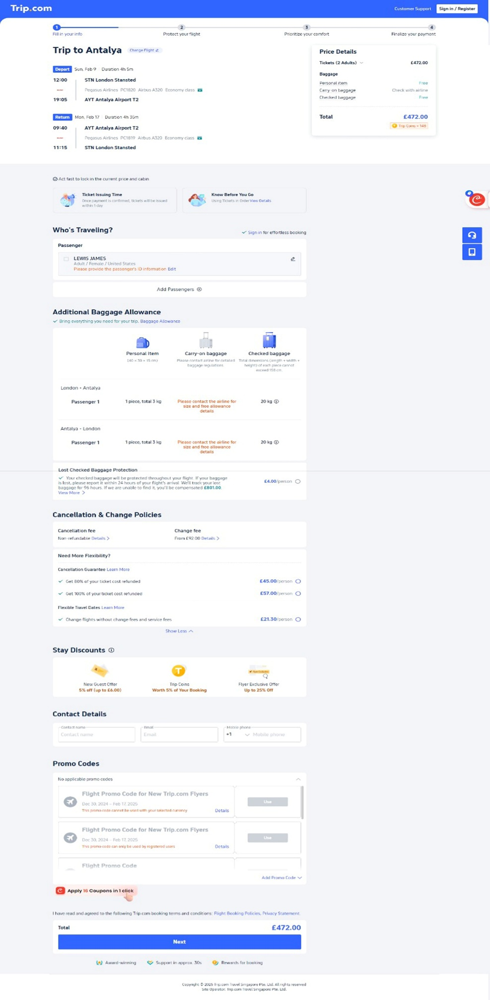 Trip.com
Customer Support
Sign in / Register
1
2
3
4
Fill in your info
Protect your flight
Prioritize your comfort
Finalize your payment
Trip to Antalya
Change Flight
Depart Sun, Feb 9 Duration 4h 5m
12:00 STN London Stansted
Pegasus Airlines PC1820 Airbus A320 Economy class
19:05 AYT Antalya Airport T2
Return Mon, Feb 17 Duration 4h 35m
09:40 AYT Antalya Airport T2
Pegasus Airlines PC1819 Airbus A320 Economy class
11:15 STN London Stansted
Price Details
Tickets (2 Adults) £472.00
Baggage
Personal item Free
Carry-on baggage Check with airline
Checked baggage Free
Total £472.00
Trip Coins + 148
Act fast to lock in the current price and cabin
Ticket Issuing Time
Once payment is confirmed, tickets will be issued
within 1 day
Know Before You Go
Using Tickets in Order View Details
Who's Traveling?
Sign in for effortless booking
Passenger
LEWIS JAMES
Adult / Female / United States
Please provide the passenger's ID information Edit
Add Passengers
Additional Baggage Allowance
Bring everything you need for your trip. Baggage Allowance
Personal Item
(40 × 30 × 15 cm)
Carry-on baggage
Please contact airline for detailed
baggage regulations
Checked baggage
Total dimensions (length + width +
height) of each piece cannot
exceed 158 cm.
London - Antalya
Passenger 1
1 piece, total 3 kg
Please contact the airline for
size and free allowance
details
20 kg
Antalya - London
Passenger 1
1 piece, total 3 kg
Please contact the airline for
size and free allowance
details
20 kg
Lost Checked Baggage Protection
Your checked baggage will be protected throughout your flight. If your baggage
is lost, please report it within 24 hours of your flight's arrival. We'll track your lost
baggage for 96 hours. If we are unable to find it, you'll be compensated £801.00.
View More >
£4.00/person
Cancellation & Change Policies
Cancellation fee
Non-refundable Details >
Change fee
From £92.00 Details >
Need More Flexibility?
Cancellation Guarantee Learn More
Get 80% of your ticket cost refunded £45.00/person
Get 100% of your ticket cost refunded £57.00/person
Flexible Travel Dates Learn More
Change flights without change fees and service fees £21.30/person
Show Less
Stay Discounts
New Guest Offer
5% off (up to £6.00)
T
Trip Coins
Worth 5% of Your Booking
Flyer Exclusive
Flyer Exclusive Offer
Up to 25% Off
Contact Details
Contact name
Contact name
Email
Email
Mobile phone
+1 Mobile phone
Promo Codes
No applicable promo codes
Flight Promo Code for New Trip.com Flyers
Dec 30, 2024 – Feb 17, 2025
This promo code cannot be used with your selected currency
Details
Use
Flight Promo Code for New Trip.com Flyers
Dec 30, 2024 – Feb 17, 2025
This promo code can only be used by registered users
Details
Use
Flight Promo Code
Add Promo Code
Apply 16 Coupons in 1 click
I have read and agreed to the following Trip.com booking terms and conditions: Flight Booking Policies, Privacy Statement.
Total £472.00
Next
Award-winning
Support in approx. 30s
Rewards for booking
Copyright © 2025 Trip.com Travel Singapore Pte. Ltd. All rights reserved
Site Operator: Trip.com Travel Singapore Pte. Ltd.